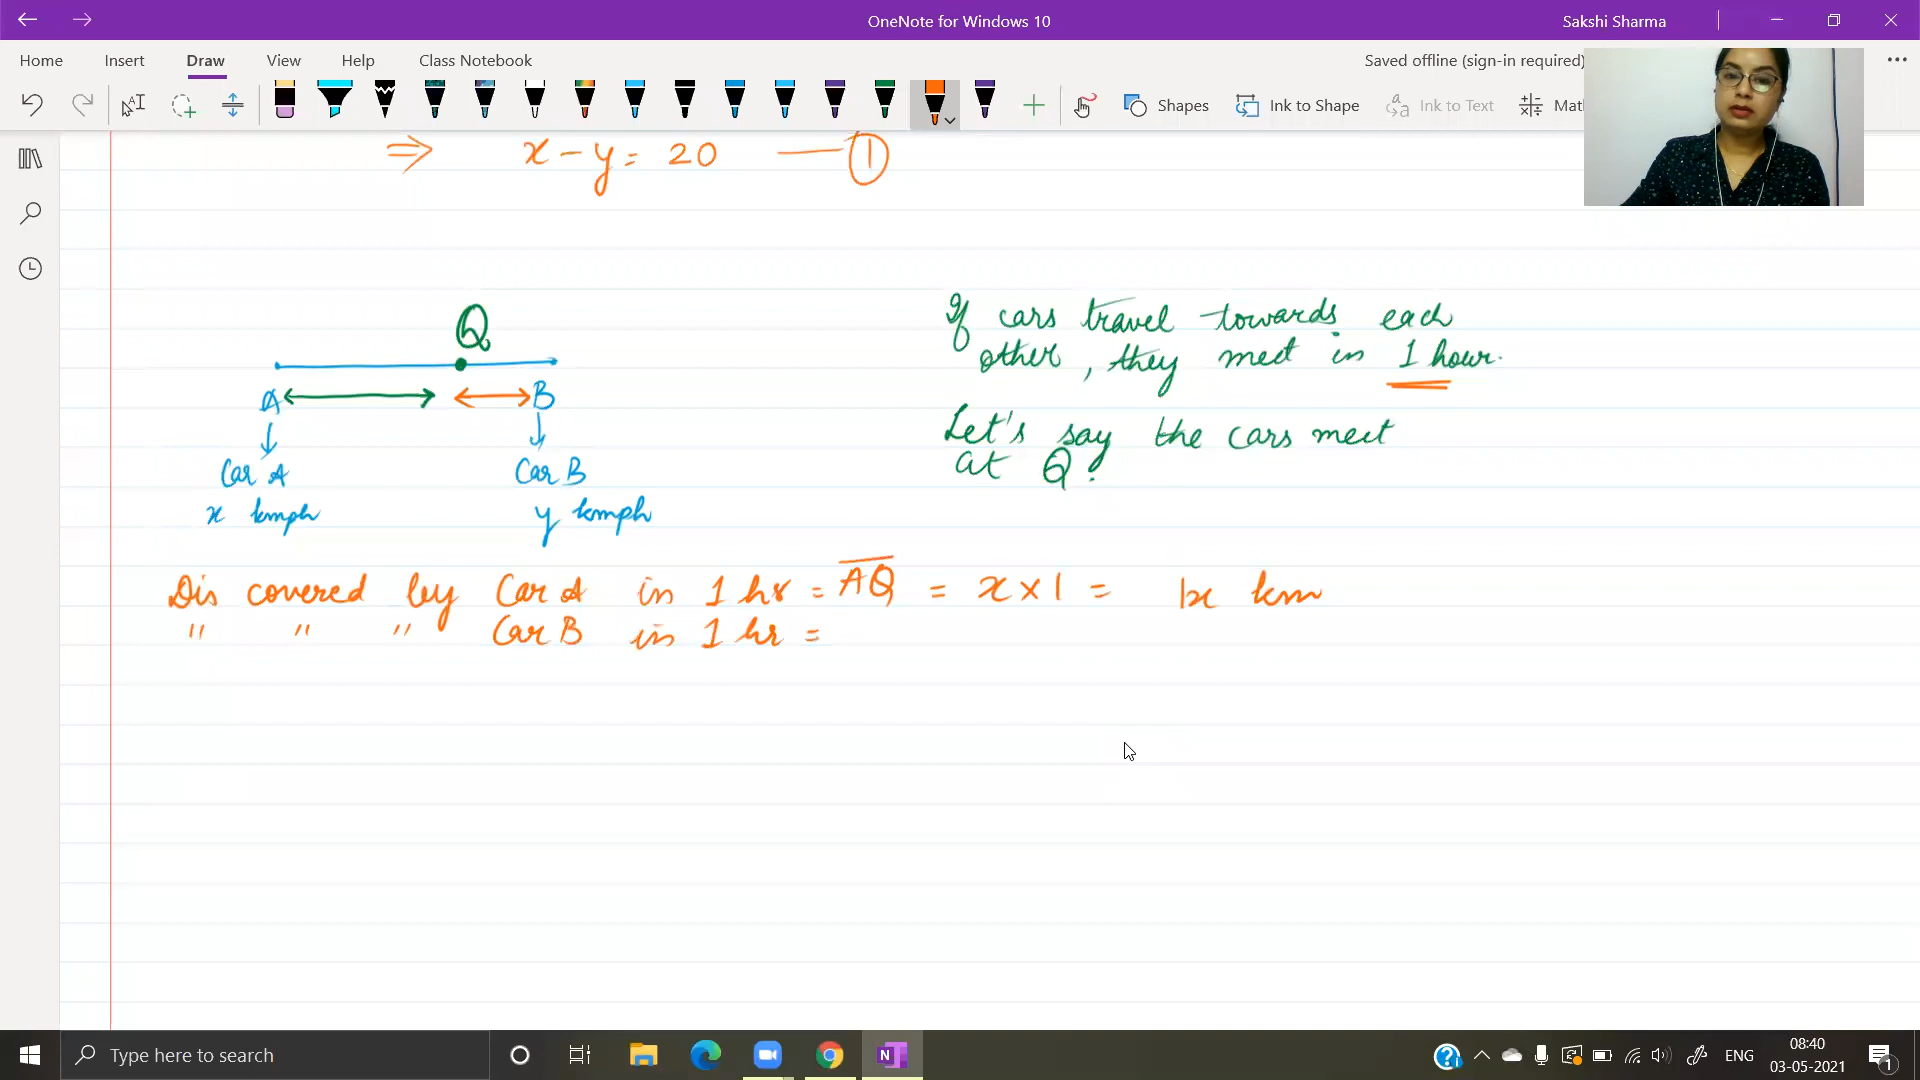 OneNote for Windows 10
Sakshi Sharma
Home Insert Draw View Help Class Notebook
Saved offline (sign-in required)
Shapes Ink to Shape Ink to Text Mat
⇒ x - y = 20 — ①
Q
A B
Car A Car B
x kmph y kmph
If cars travel towards each
other, they meet in 1 hour.
Let's say the cars meet
at Q.
Dis covered by Car A in 1 hr = AQ = x × 1 = 1x km
" " " Car B in 1 hr =
Type here to search
ENG
08:40
03-05-2021
1